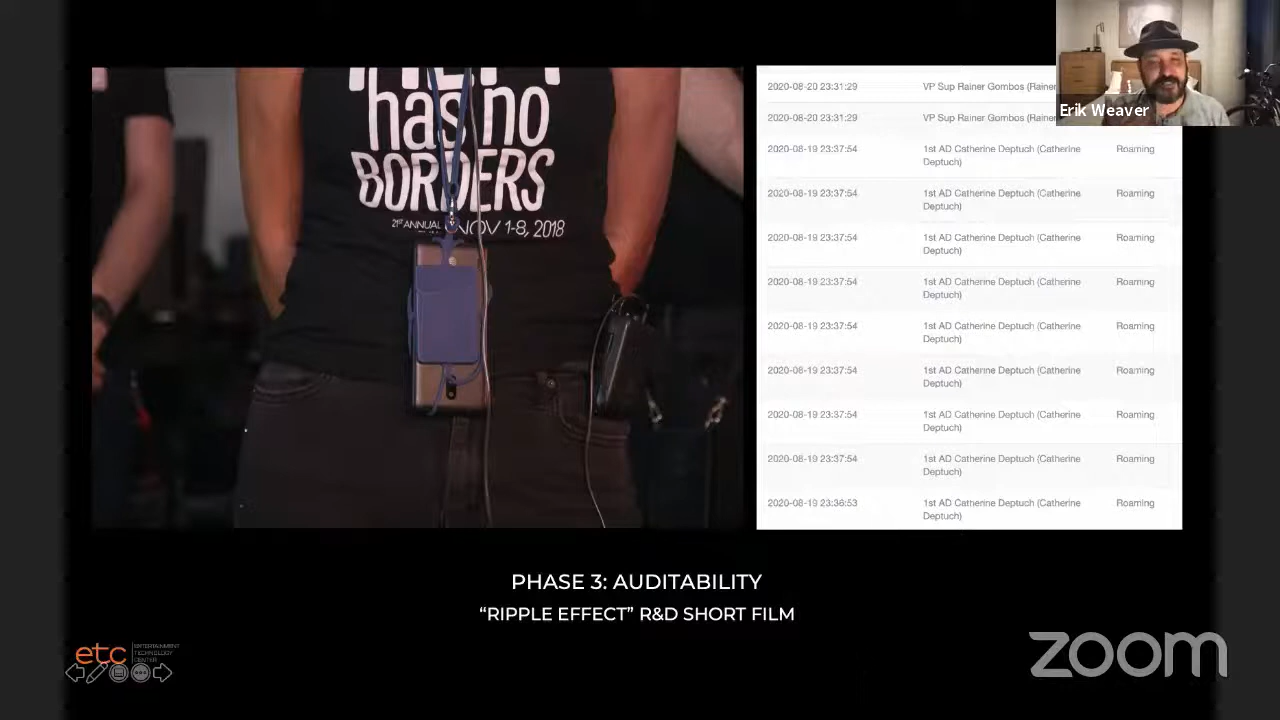 has no
BORDERS
21st ANNUAL NOV 1-8, 2018
2020-08-20 23:31:29 VP Sup Rainer Gombos (Rainer
2020-08-20 23:31:29 VP Sup Rainer Gombos (Rainer
2020-08-19 23:37:54 1st AD Catherine Deptuch (Catherine Roaming
Deptuch)
2020-08-19 23:37:54 1st AD Catherine Deptuch (Catherine Roaming
Deptuch)
2020-08-19 23:37:54 1st AD Catherine Deptuch (Catherine Roaming
Deptuch)
2020-08-19 23:37:54 1st AD Catherine Deptuch (Catherine Roaming
Deptuch)
2020-08-19 23:37:54 1st AD Catherine Deptuch (Catherine Roaming
Deptuch)
2020-08-19 23:37:54 1st AD Catherine Deptuch (Catherine Roaming
Deptuch)
2020-08-19 23:37:54 1st AD Catherine Deptuch (Catherine Roaming
Deptuch)
2020-08-19 23:37:54 1st AD Catherine Deptuch (Catherine Roaming
Deptuch)
2020-08-19 23:36:53 1st AD Catherine Deptuch (Catherine Roaming
Deptuch)
Erik Weaver
PHASE 3: AUDITABILITY
“RIPPLE EFFECT” R&D SHORT FILM
etc
ENTERTAINMENT
TECHNOLOGY
CENTER
zoom